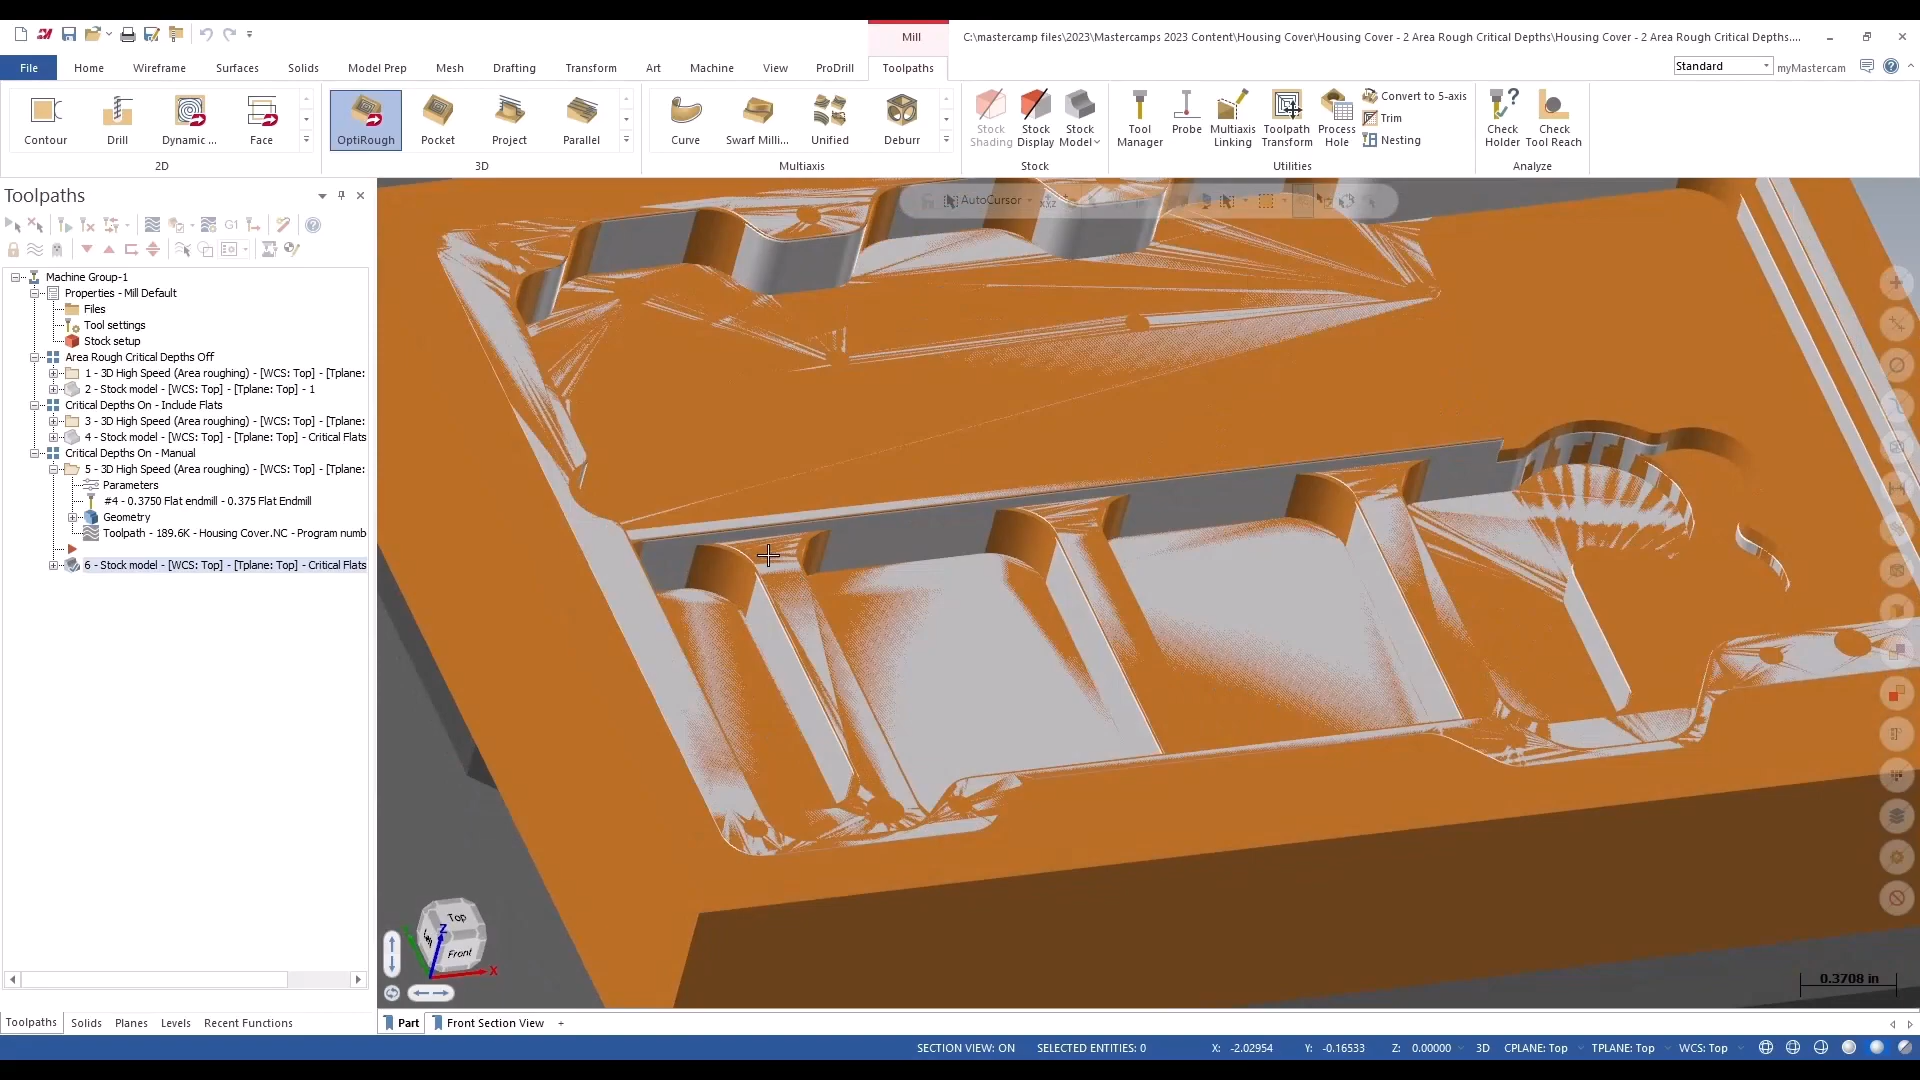 Mill
C:\mastercamp files\2023\Mastercamps 2023 Content\Housing Cover\Housing Cover - 2 Area Rough Critical Depths\Housing Cover - 2 Area Rough Critical Depths....
File Home Wireframe Surfaces Solids Model Prep Mesh Drafting Transform Art Machine View ProDrill Toolpaths Standard myMastercam
Contour Drill Dynamic ... Face
2D
OptiRough Pocket Project Parallel
3D
Curve Swarf Milli... Unified Deburr
Multiaxis
Stock Shading Stock Display Stock Model
Stock
Tool Manager Probe Multiaxis Linking Toolpath Transform Process Hole
Convert to 5-axis
Trim
Nesting
Utilities
Check Holder Check Tool Reach
Analyze
Toolpaths
G1
AutoCursor
XYZ
Machine Group-1
Properties - Mill Default
Files
Tool settings
Stock setup
Area Rough Critical Depths Off
1 - 3D High Speed (Area roughing) - [WCS: Top] - [Tplane:
2 - Stock model - [WCS: Top] - [Tplane: Top] - 1
Critical Depths On - Include Flats
3 - 3D High Speed (Area roughing) - [WCS: Top] - [Tplane:
4 - Stock model - [WCS: Top] - [Tplane: Top] - Critical Flats
Critical Depths On - Manual
5 - 3D High Speed (Area roughing) - [WCS: Top] - [Tplane:
Parameters
#4 - 0.3750 Flat endmill - 0.375 Flat Endmill
Geometry
Toolpath - 189.6K - Housing Cover.NC - Program numb
6 - Stock model - [WCS: Top] - [Tplane: Top] - Critical Flats
Top
Front
Z
X
0.3708 in
Toolpaths Solids Planes Levels Recent Functions
Part Front Section View +
SECTION VIEW: ON SELECTED ENTITIES: 0 X: -2.02954 Y: -0.16533 Z: 0.00000 3D CPLANE: Top TPLANE: Top WCS: Top